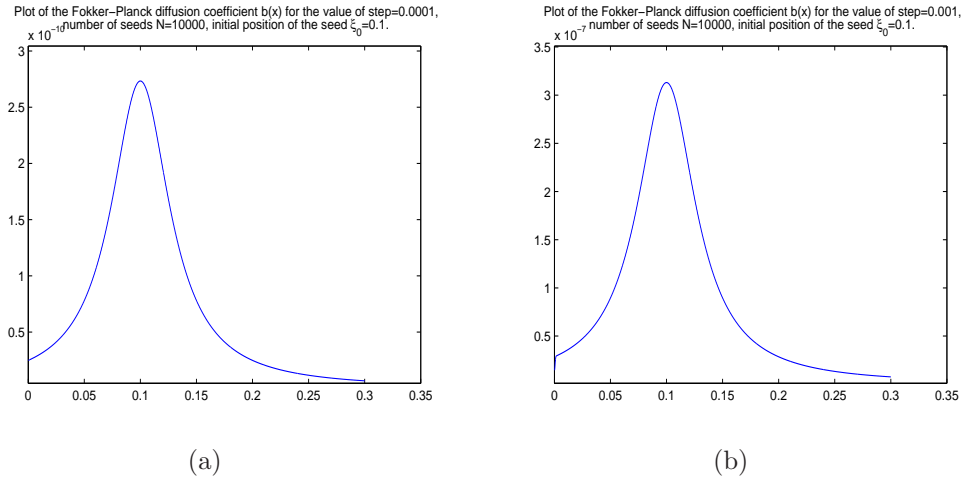 Plot of the Fokker−Planck diffusion coefficient b(x) for the value of step=0.0001,
number of seeds N=10000, initial position of the seed ξ0=0.1.
x 10−10
3
2.5
2
1.5
1
0.5
0 0.05 0.1 0.15 0.2 0.25 0.3 0.35
(a)
Plot of the Fokker−Planck diffusion coefficient b(x) for the value of step=0.001,
number of seeds N=10000, initial position of the seed ξ0=0.1.
x 10−7
3.5
3
2.5
2
1.5
1
0.5
0 0.05 0.1 0.15 0.2 0.25 0.3 0.35
(b)